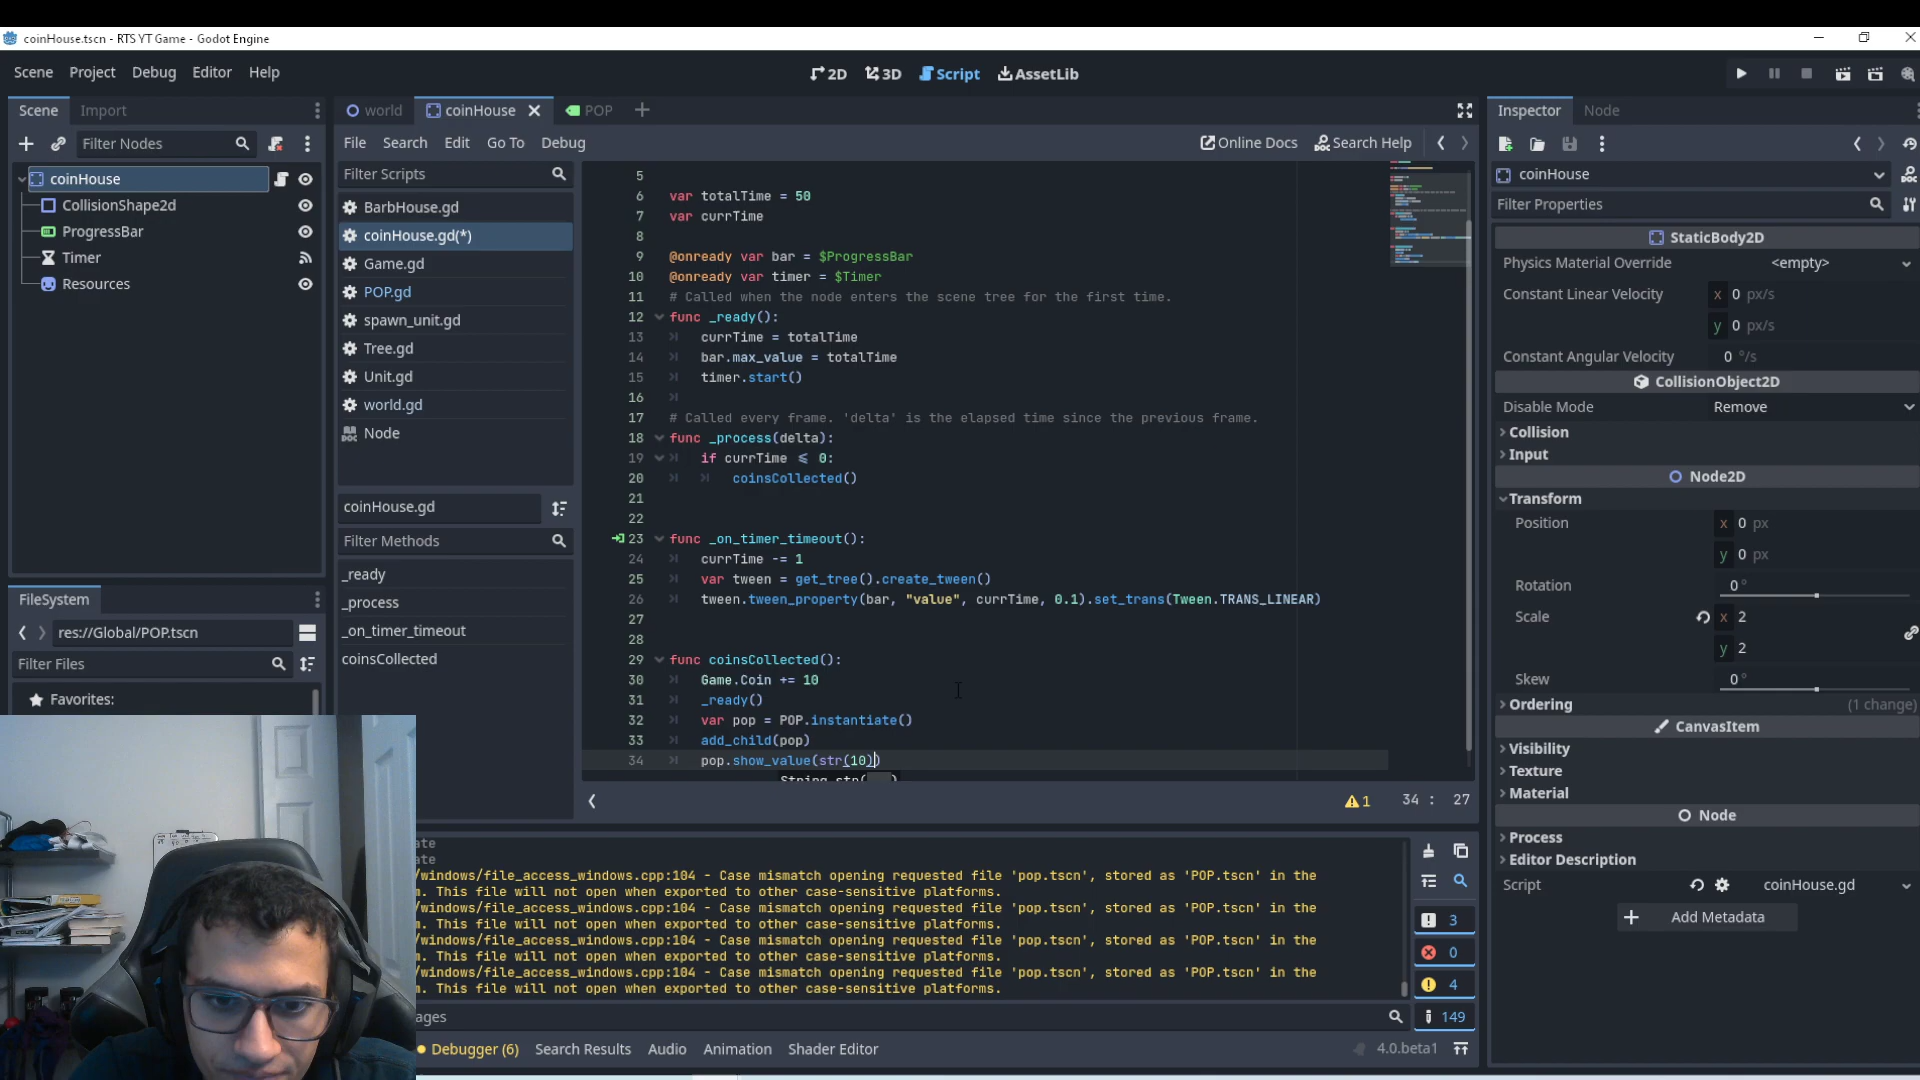 coinHouse.tscn - RTS YT Game - Godot Engine
Scene Project Debug Editor Help
2D 3D Script AssetLib
Scene Import
Filter Nodes
coinHouse
CollisionShape2d
ProgressBar
Timer
Resources
FileSystem
res://Global/POP.tscn
Filter Files
Favorites:
world coinHouse POP
File Search Edit Go To Debug
Online Docs Search Help
Filter Scripts
BarbHouse.gd
coinHouse.gd(*)
Game.gd
POP.gd
spawn_unit.gd
Tree.gd
Unit.gd
world.gd
Node
coinHouse.gd
Filter Methods
_ready
_process
_on_timer_timeout
coinsCollected
5
6 var totalTime = 50
7 var currTime
8
9 @onready var bar = $ProgressBar
10 @onready var timer = $Timer
11 # Called when the node enters the scene tree for the first time.
12 func _ready():
13 currTime = totalTime
14 bar.max_value = totalTime
15 timer.start()
16
17 # Called every frame. 'delta' is the elapsed time since the previous frame.
18 func _process(delta):
19 if currTime <= 0:
20 coinsCollected()
21
22
23 func _on_timer_timeout():
24 currTime -= 1
25 var tween = get_tree().create_tween()
26 tween.tween_property(bar, "value", currTime, 0.1).set_trans(Tween.TRANS_LINEAR)
27
28
29 func coinsCollected():
30 Game.Coin += 10
31 _ready()
32 var pop = POP.instantiate()
33 add_child(pop)
34 pop.show_value(str(10))
1 34 : 27
ate
ate
/windows/file_access_windows.cpp:104 - Case mismatch opening requested file 'pop.tscn', stored as 'POP.tscn' in the
m. This file will not open when exported to other case-sensitive platforms.
/windows/file_access_windows.cpp:104 - Case mismatch opening requested file 'pop.tscn', stored as 'POP.tscn' in the
m. This file will not open when exported to other case-sensitive platforms.
/windows/file_access_windows.cpp:104 - Case mismatch opening requested file 'pop.tscn', stored as 'POP.tscn' in the
m. This file will not open when exported to other case-sensitive platforms.
/windows/file_access_windows.cpp:104 - Case mismatch opening requested file 'pop.tscn', stored as 'POP.tscn' in the
m. This file will not open when exported to other case-sensitive platforms.
3
0
4
149
ages
Debugger (6) Search Results Audio Animation Shader Editor 4.0.beta1
Inspector Node
coinHouse
Filter Properties
StaticBody2D
Physics Material Override <empty>
Constant Linear Velocity x 0 px/s
y 0 px/s
Constant Angular Velocity 0 °/s
CollisionObject2D
Disable Mode Remove
Collision
Input
Node2D
Transform
Position x 0 px
y 0 px
Rotation 0 °
Scale x 2
y 2
Skew 0 °
Ordering (1 change)
CanvasItem
Visibility
Texture
Material
Node
Process
Editor Description
Script coinHouse.gd
Add Metadata